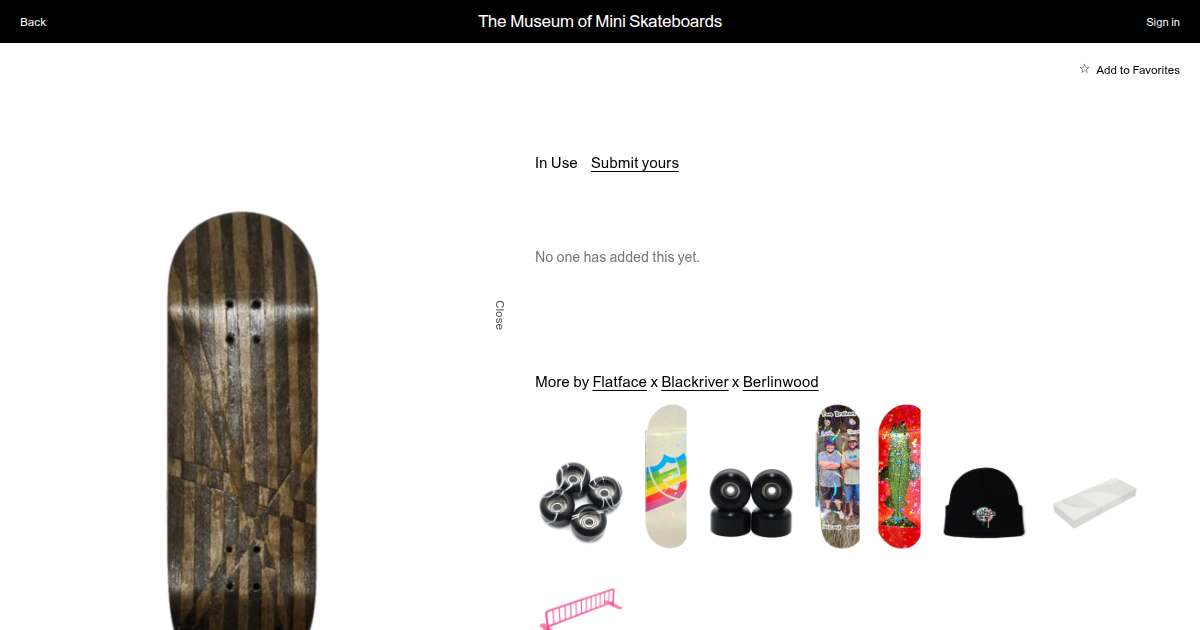 Back
The Museum of Mini Skateboards
Sign in
☆ Add to Favorites
In Use Submit yours
No one has added this yet.
Close
More by Flatface x Blackriver x Berlinwood